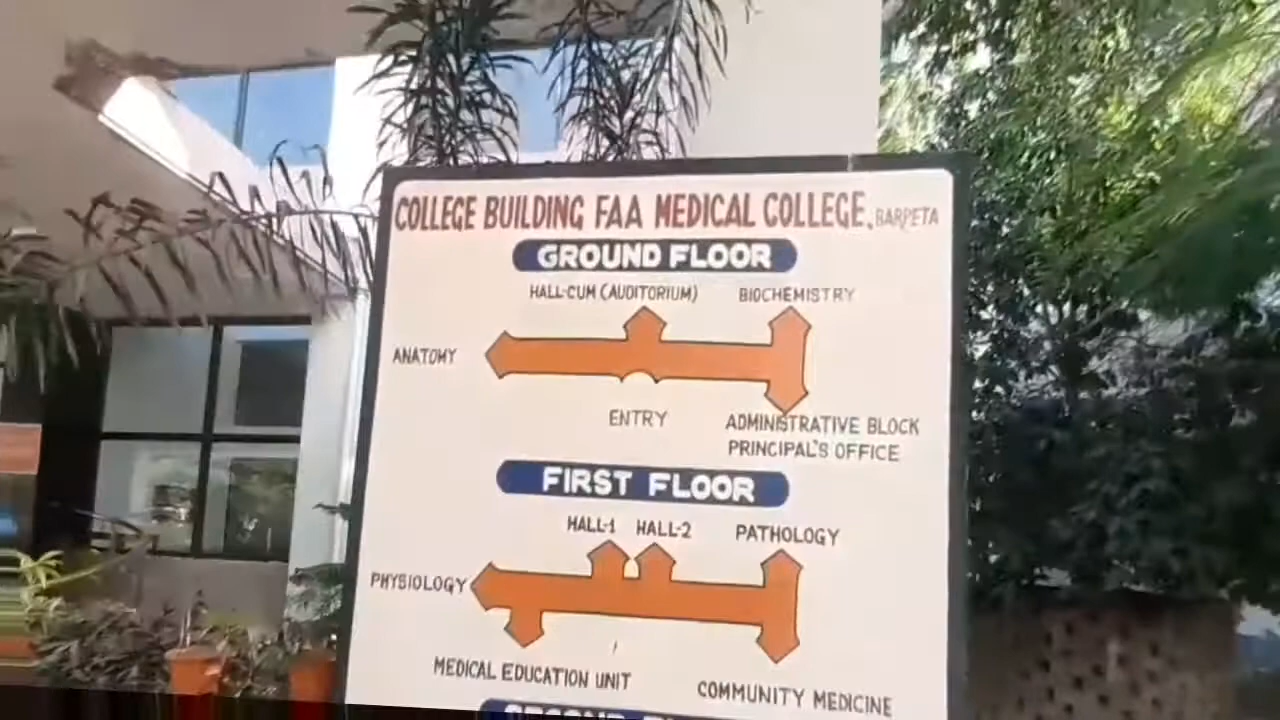 COLLEGE BUILDING FAA MEDICAL COLLEGE, BARPETA
GROUND FLOOR
HALL-CUM (AUDITORIUM) BIOCHEMISTRY
ANATOMY
ENTRY ADMINISTRATIVE BLOCK
PRINCIPAL'S OFFICE
FIRST FLOOR
HALL-1 HALL-2 PATHOLOGY
PHYSIOLOGY
MEDICAL EDUCATION UNIT COMMUNITY MEDICINE